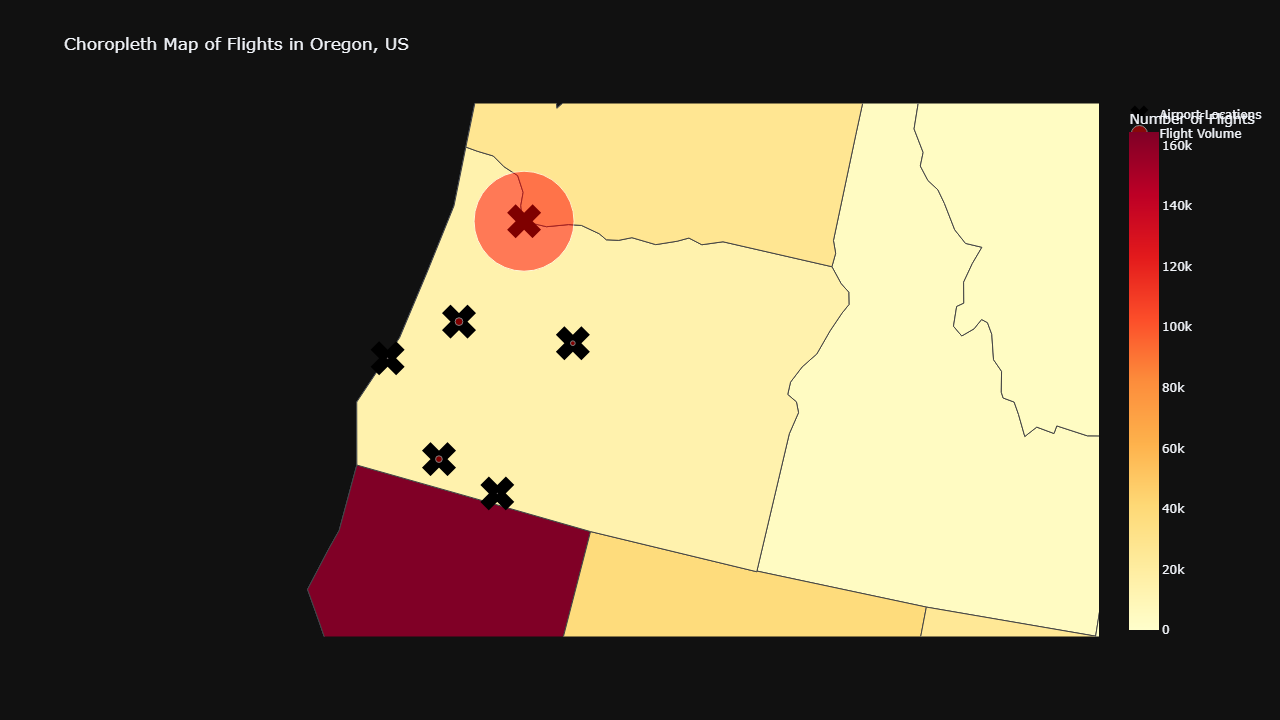 Choropleth Map of Flights in Oregon, US
Airport Locations
Number of Flights
Flight Volume
160k
140k
120k
100k
80k
60k
40k
20k
0